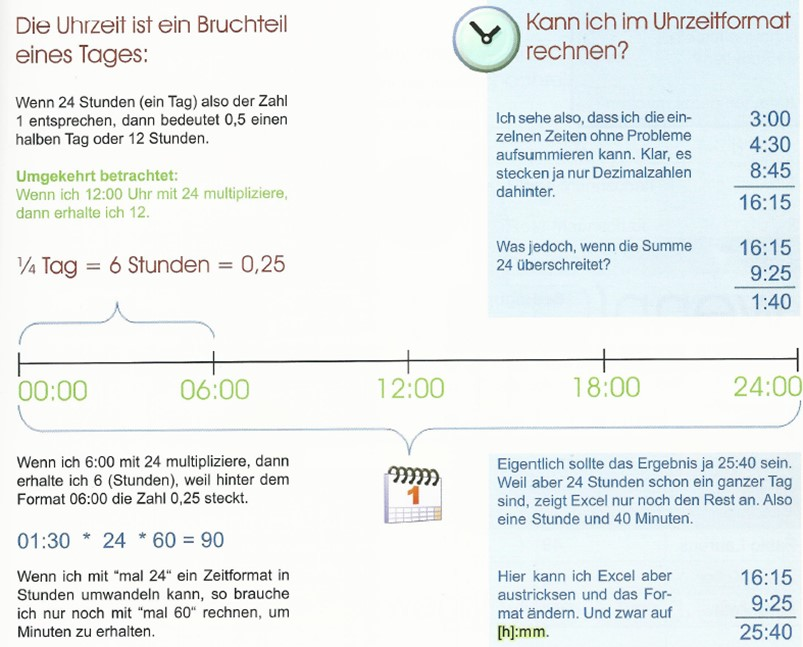 Die Uhrzeit ist ein Bruchteil
eines Tages:
Wenn 24 Stunden (ein Tag) also der Zahl
1 entsprechen, dann bedeutet 0,5 einen
halben Tag oder 12 Stunden.
Umgekehrt betrachtet:
Wenn ich 12:00 Uhr mit 24 multipliziere,
dann erhalte ich 12.
¼ Tag = 6 Stunden = 0,25
Kann ich im Uhrzeitformat
rechnen?
Ich sehe also, dass ich die ein-
zelnen Zeiten ohne Probleme
aufsummieren kann. Klar, es
stecken ja nur Dezimalzahlen
dahinter.
3:00
4:30
8:45
16:15
Was jedoch, wenn die Summe
24 überschreitet?
16:15
9:25
1:40
00:00 06:00 12:00 18:00 24:00
Wenn ich 6:00 mit 24 multipliziere, dann
erhalte ich 6 (Stunden), weil hinter dem
Format 06:00 die Zahl 0,25 steckt.
01:30 * 24 * 60 = 90
Wenn ich mit "mal 24" ein Zeitformat in
Stunden umwandeln kann, so brauche
ich nur noch mit "mal 60" rechnen, um
Minuten zu erhalten.
1
Eigentlich sollte das Ergebnis ja 25:40 sein.
Weil aber 24 Stunden schon ein ganzer Tag
sind, zeigt Excel nur noch den Rest an. Also
eine Stunde und 40 Minuten.
Hier kann ich Excel aber
austricksen und das For-
mat ändern. Und zwar auf
[h]:mm.
16:15
9:25
25:40